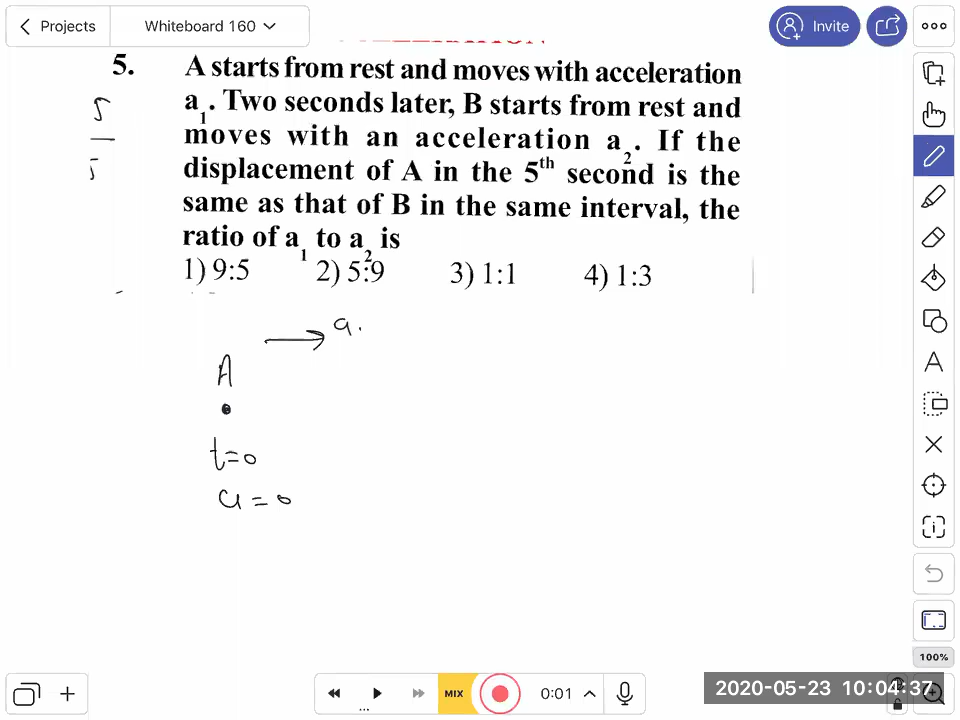 Projects
Whiteboard 160
Invite
5. A starts from rest and moves with acceleration
a₁. Two seconds later, B starts from rest and
moves with an acceleration a₂. If the
displacement of A in the 5th second is the
same as that of B in the same interval, the
ratio of a₁ to a₂ is
1) 9:5 2) 5:9 3) 1:1 4) 1:3
5
5
a.
A
t=0
u=0
A
100%
MIX
0:01
2020-05-23 10:04:37